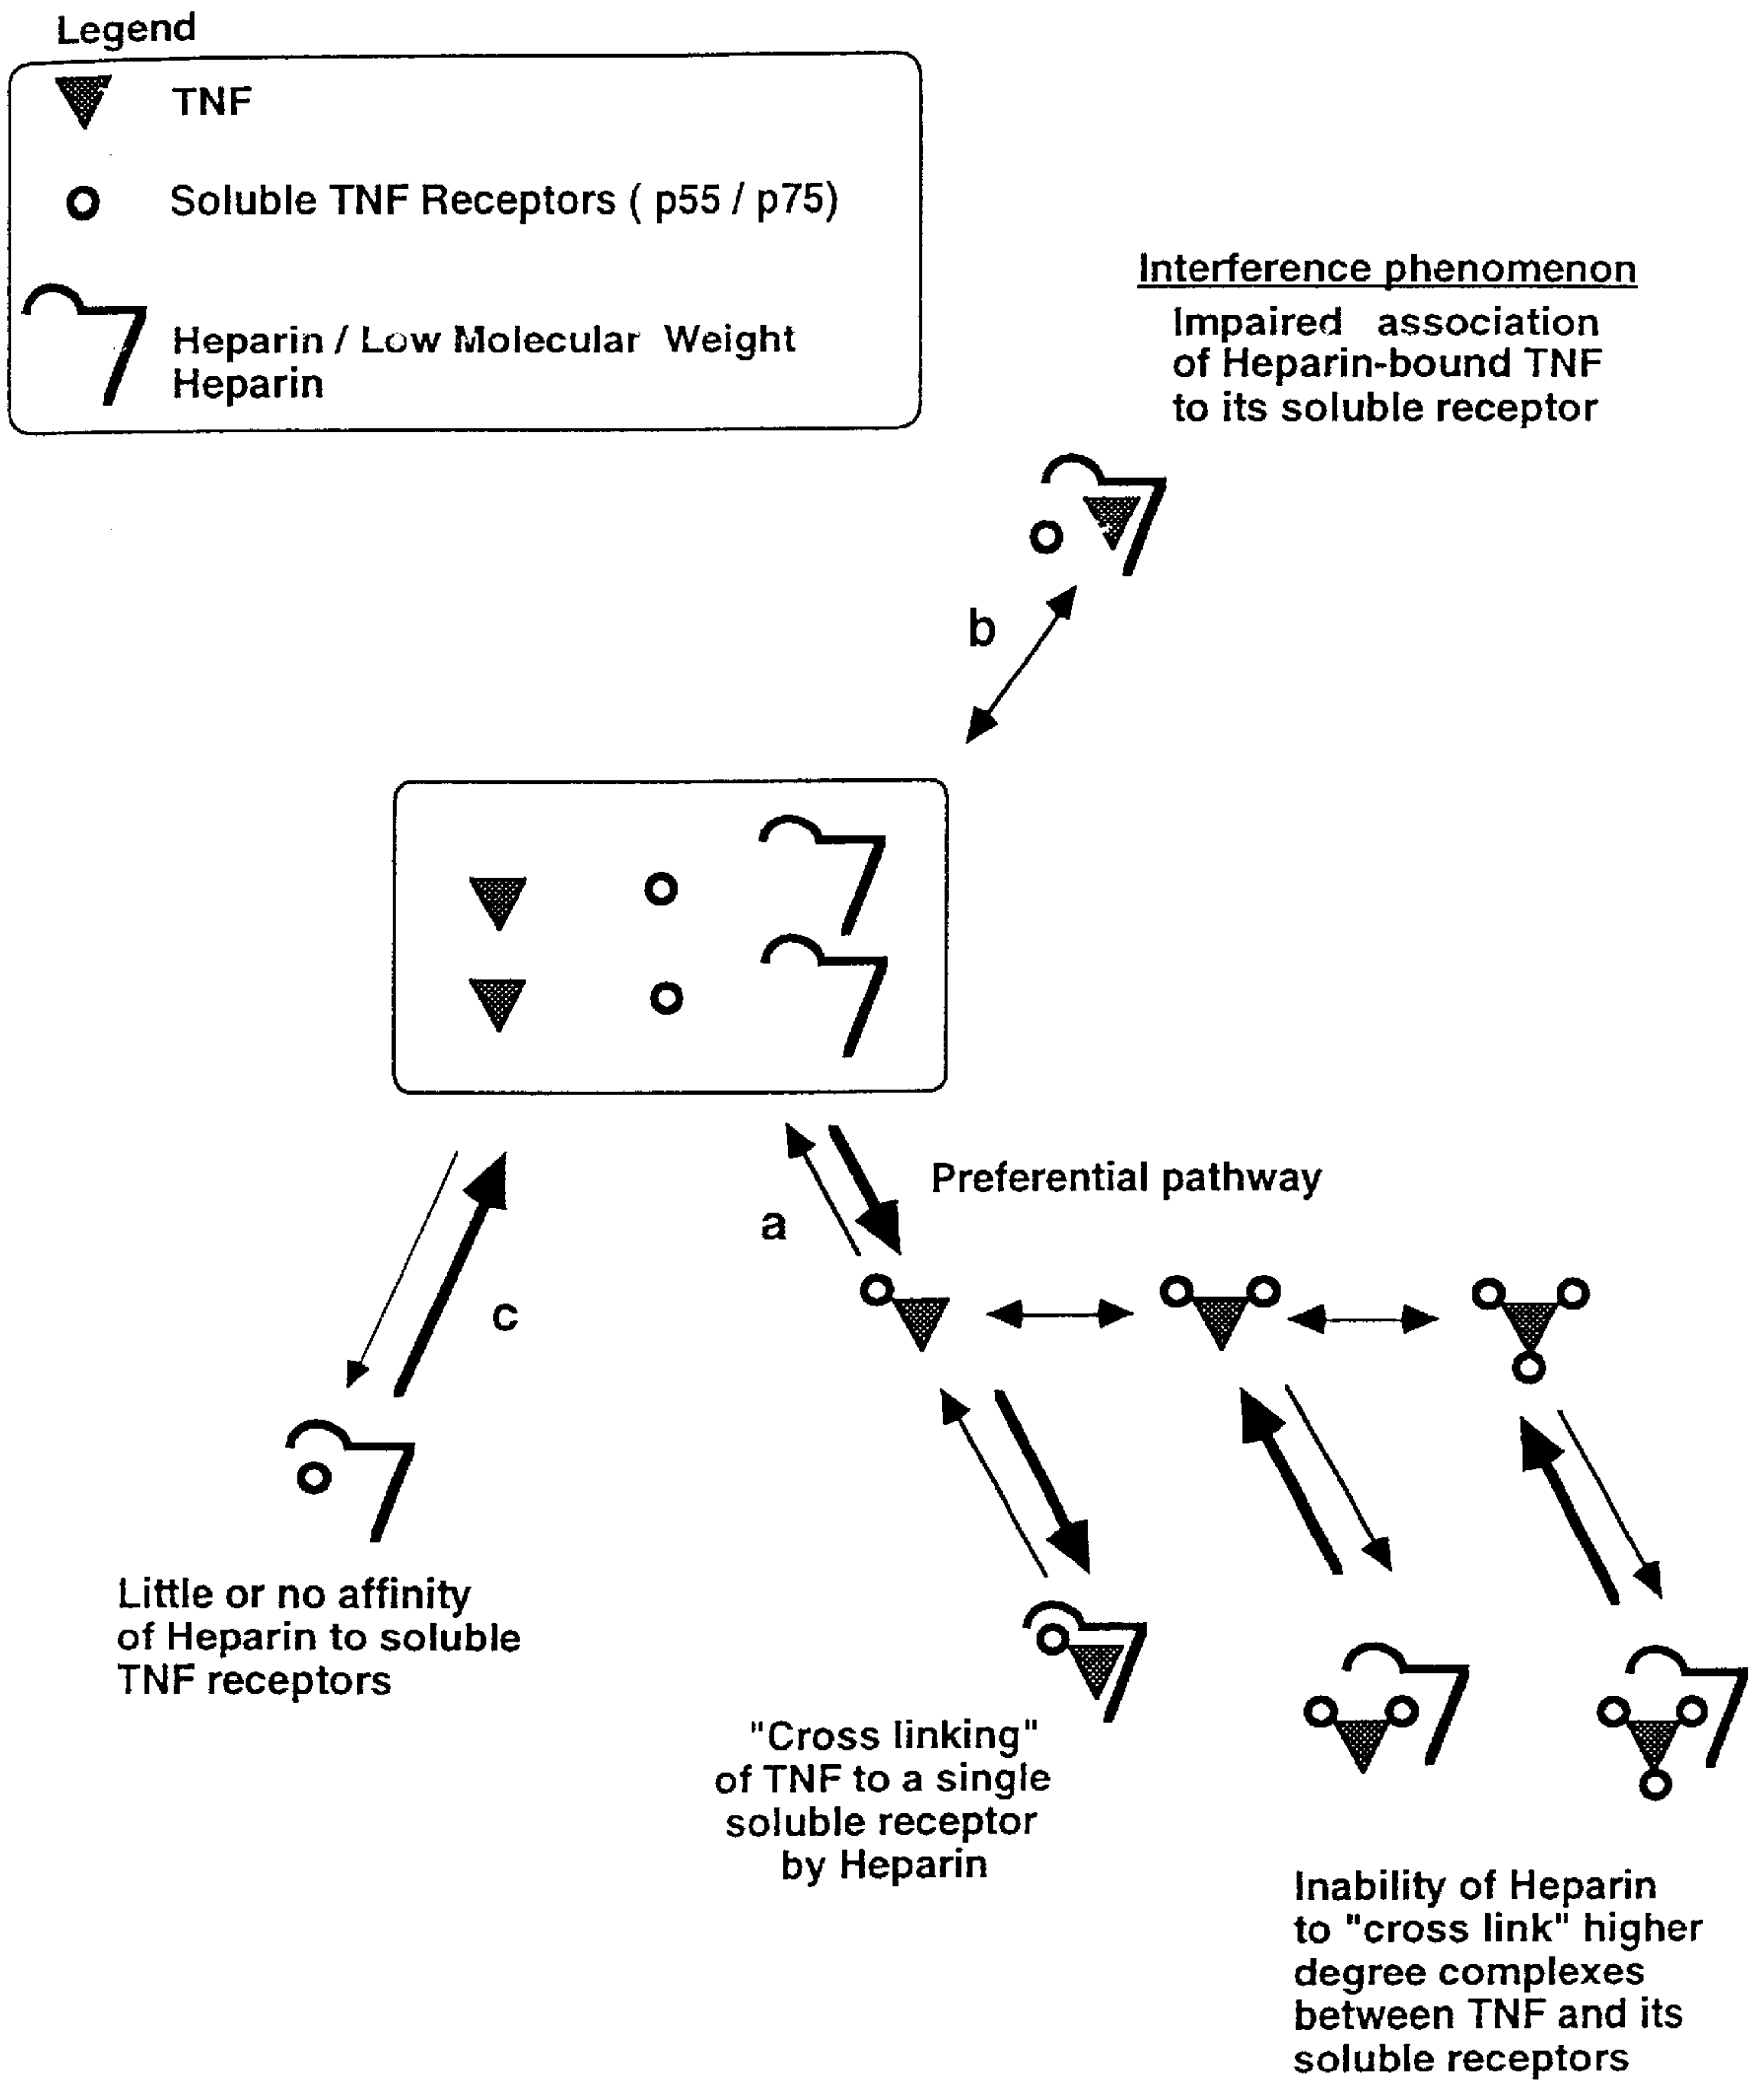 Legend
TNF
Soluble TNF Receptors ( p55 / p75)
Heparin / Low Molecular Weight
Heparin
Interference phenomenon
Impaired association
of Heparin-bound TNF
to its soluble receptor
b
Preferential pathway
a
c
Little or no affinity
of Heparin to soluble
TNF receptors
"Cross linking"
of TNF to a single
soluble receptor
by Heparin
Inability of Heparin
to "cross link" higher
degree complexes
between TNF and its
soluble receptors